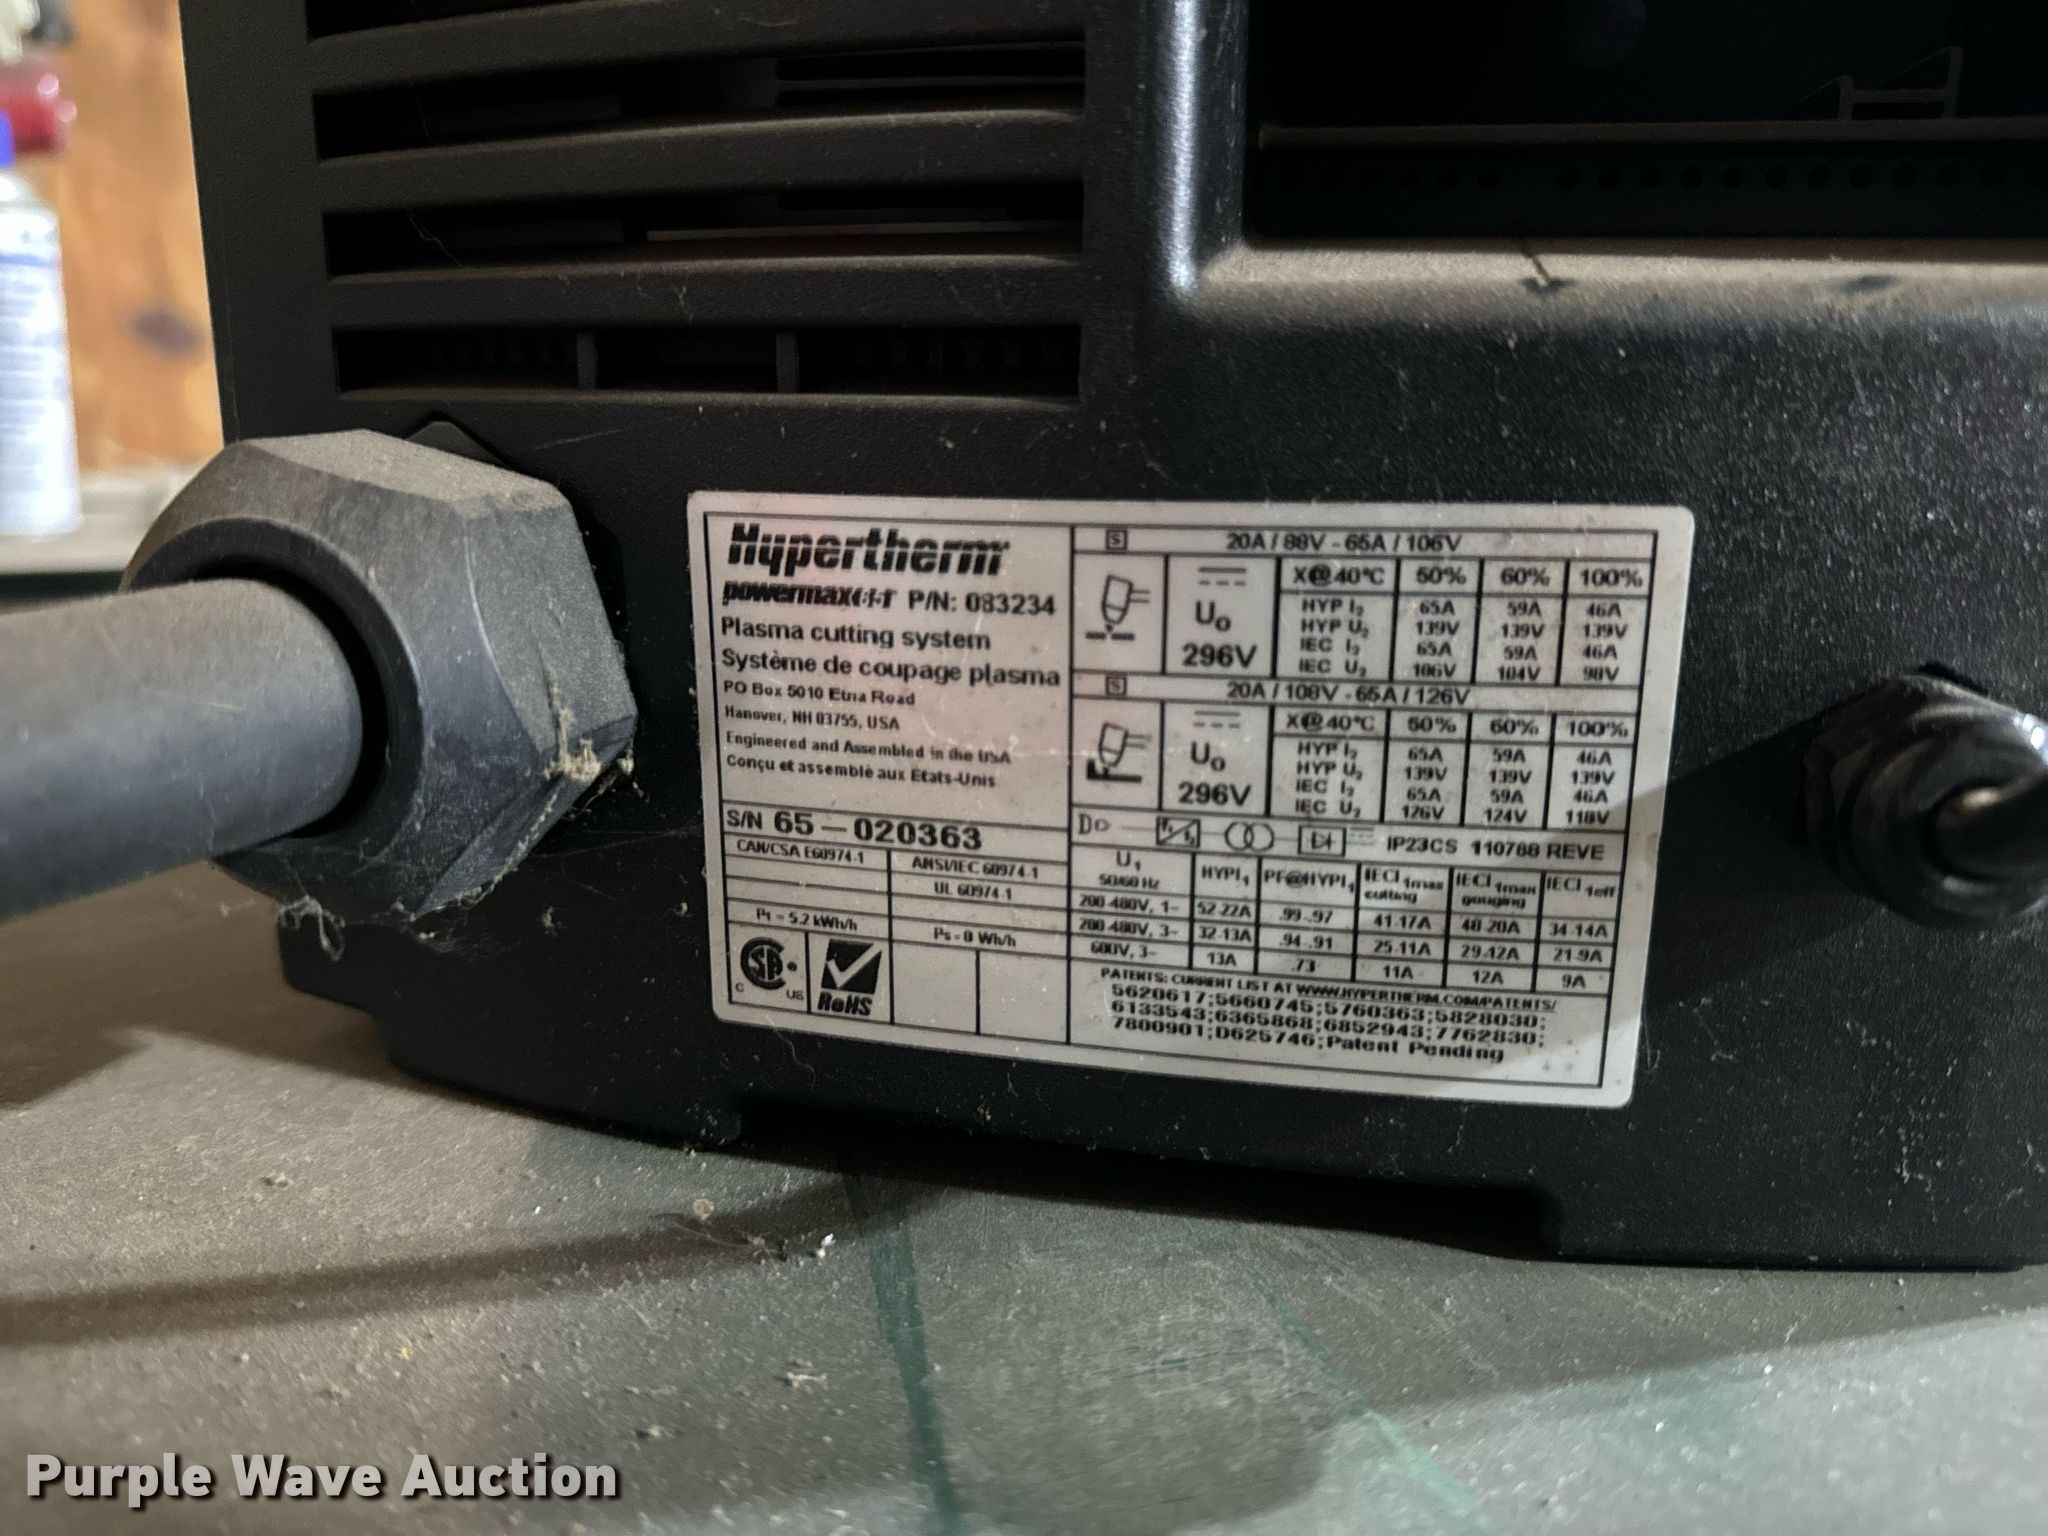 Hypertherm
P/N: 083234
Plasma cutting system
Système de coupage plasma
PO Box 5010 Etna Road
Hanover, NH 03755, USA
Engineered and Assembled in the USA
Conçu et assemblé aux États-Unis
S/N 65-020363
CAN/CSA E60974-1
ANSI/IEC 60974-1
UL 60974-1
P1 = 5.2 kWh/h
Ps = 0 Wh/h
C SA US
RoHS
S 20A / 88V - 65A / 106V
U0 296V
X@40°C 50% 60% 100%
HYP I2 65A 59A 46A
HYP U2 139V 139V 139V
IEC I2 65A 59A 46A
IEC U2 106V 104V 98V
S 20A / 108V - 65A / 126V
U0 296V
X@40°C 50% 60% 100%
HYP I2 65A 59A 46A
HYP U2 139V 139V 139V
IEC I2 65A 59A 46A
IEC U2 126V 124V 118V
IP23CS 110788 REVE
U1 50/60 Hz HYPI1 PF@HYPI1 IECI1max cutting IECI1max gouging IECI1eff
200-480V, 1~ 52-22A .99-.97 41-17A 48-20A 34-14A
200-480V, 3~ 32-13A .94-.91 25-11A 29-12A 21-9A
600V, 3~ 13A .73 11A 12A 9A
PATENTS: CURRENT LIST AT WWW.HYPERTHERM.COM/PATENTS/
5620617;5660745;5760363;5828030;
6133543;6365868;6852943;7762830;
7800901;D625746;Patent Pending
Purple Wave Auction